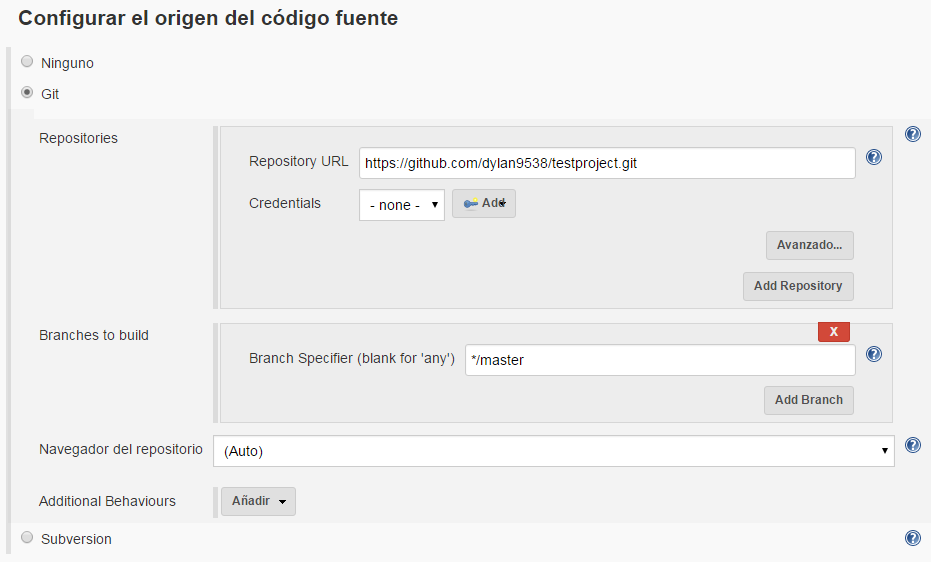 Configurar el origen del código fuente
Ninguno
Git
Repositories
Repository URL https://github.com/dylan9538/testproject.git
Credentials - none - Add
Avanzado...
Add Repository
Branches to build
X
Branch Specifier (blank for 'any') */master
Add Branch
Navegador del repositorio (Auto)
Additional Behaviours Añadir
Subversion